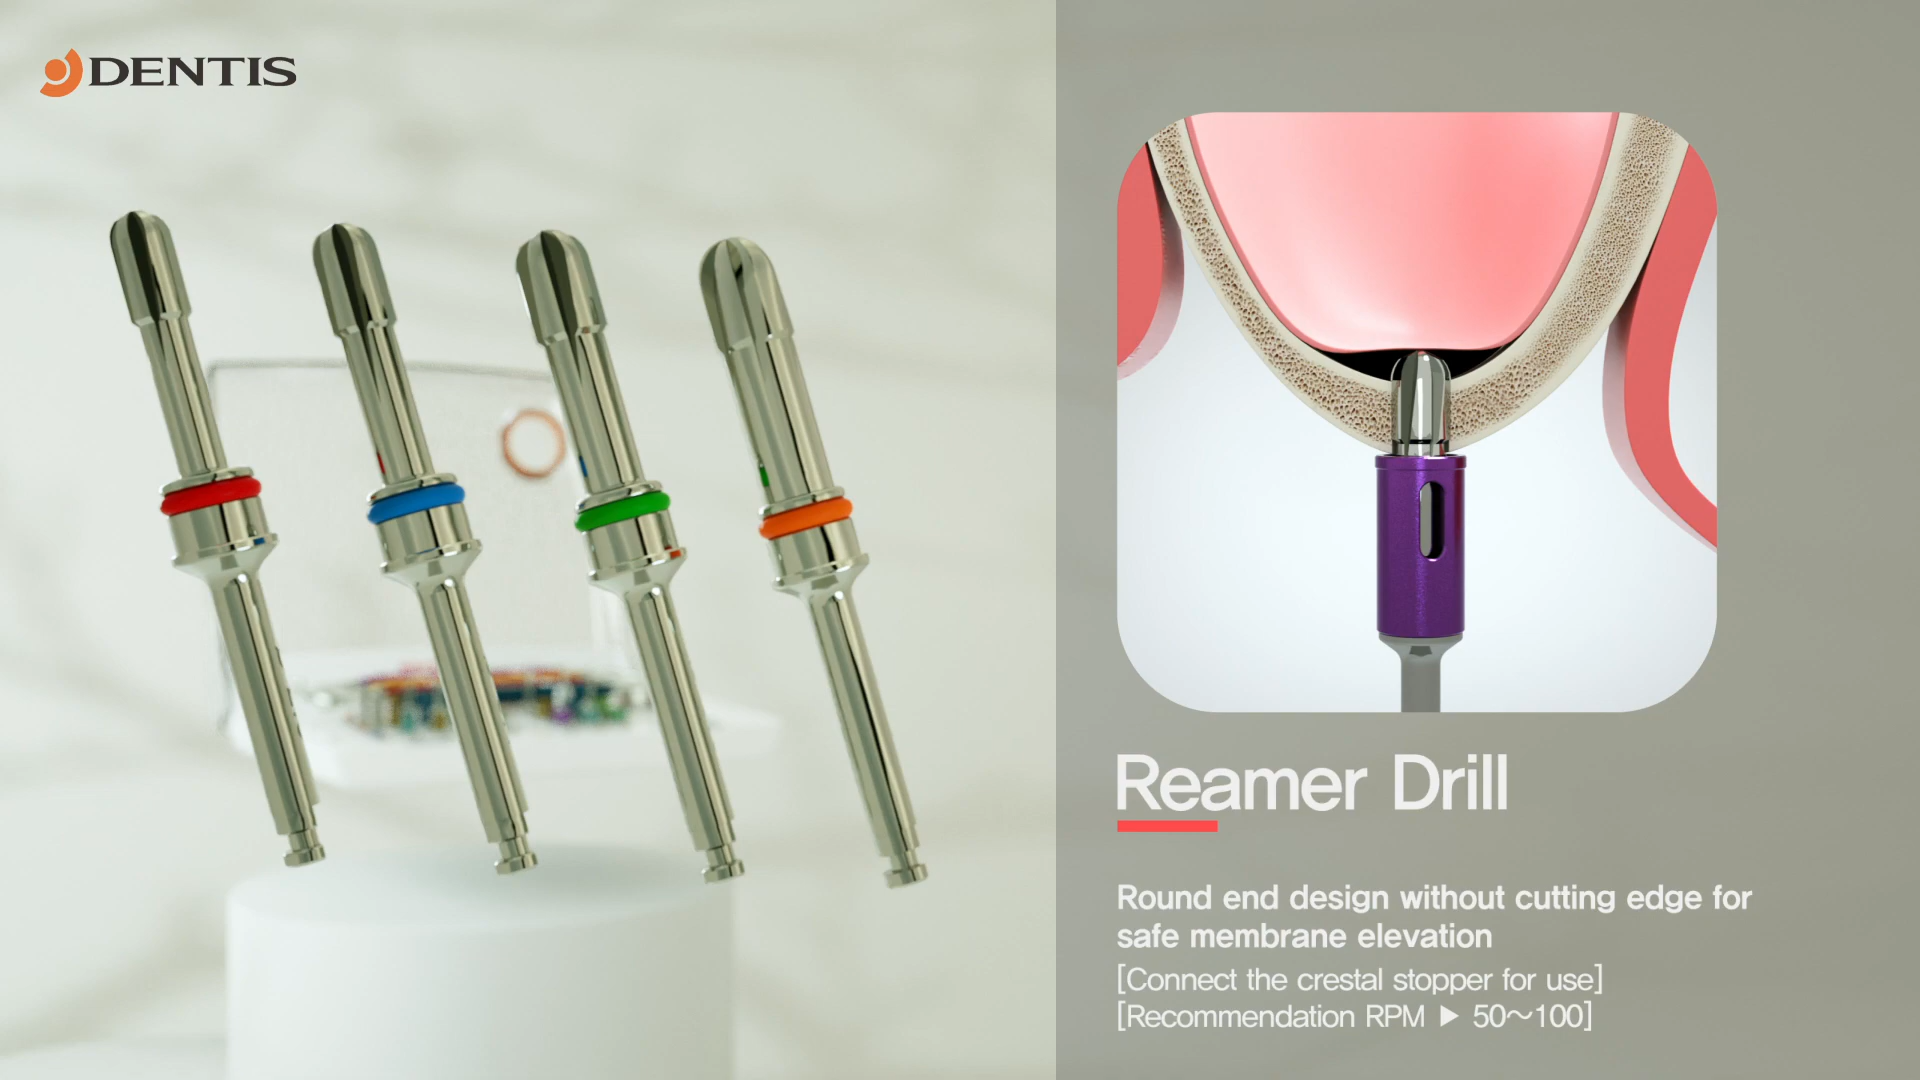 DENTIS
Reamer Drill
Round end design without cutting edge for
safe membrane elevation
[Connect the crestal stopper for use]
[Recommendation RPM ▶ 50~100]